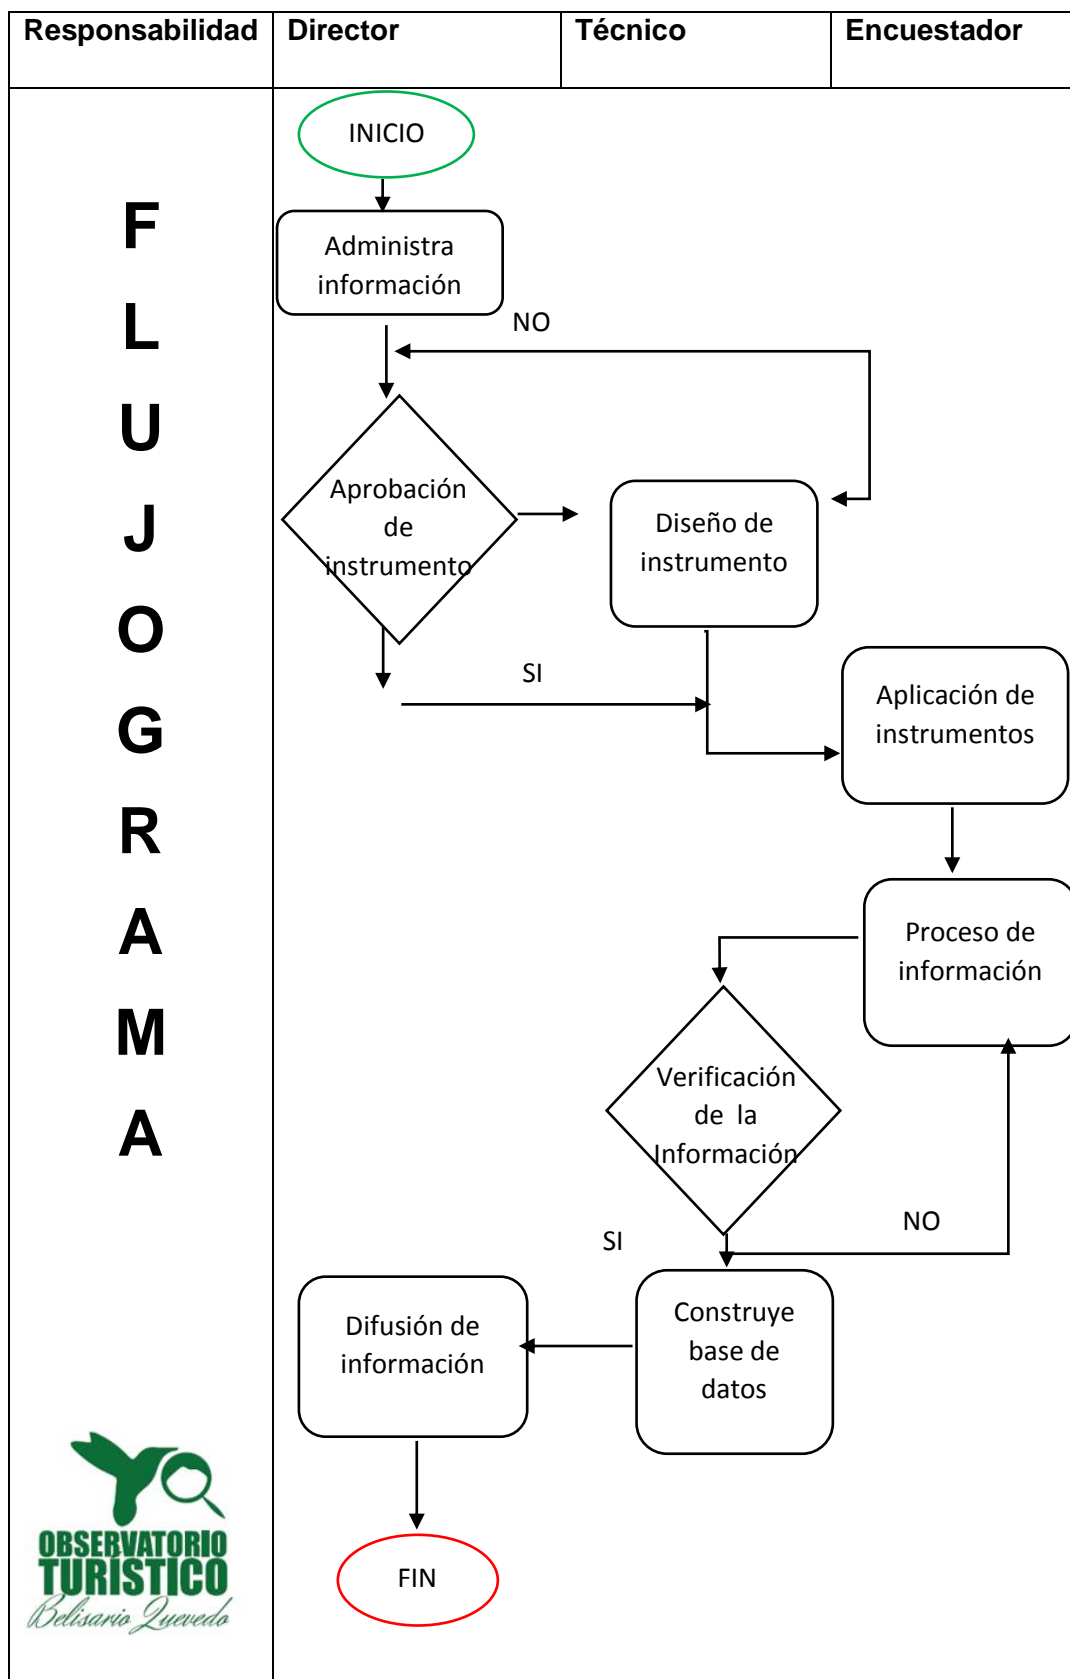 Responsabilidad Director Técnico Encuestador
INICIO
F
L
U
J
O
G
R
A
M
A
Administra
información
NO
Aprobación
de
instrumento
Diseño de
instrumento
SI
Aplicación de
instrumentos
Proceso de
información
Verificación
de la
Información
NO
SI
Construye
base de
datos
Difusión de
información
FIN
OBSERVATORIO
TURÍSTICO
Belisario Quevedo